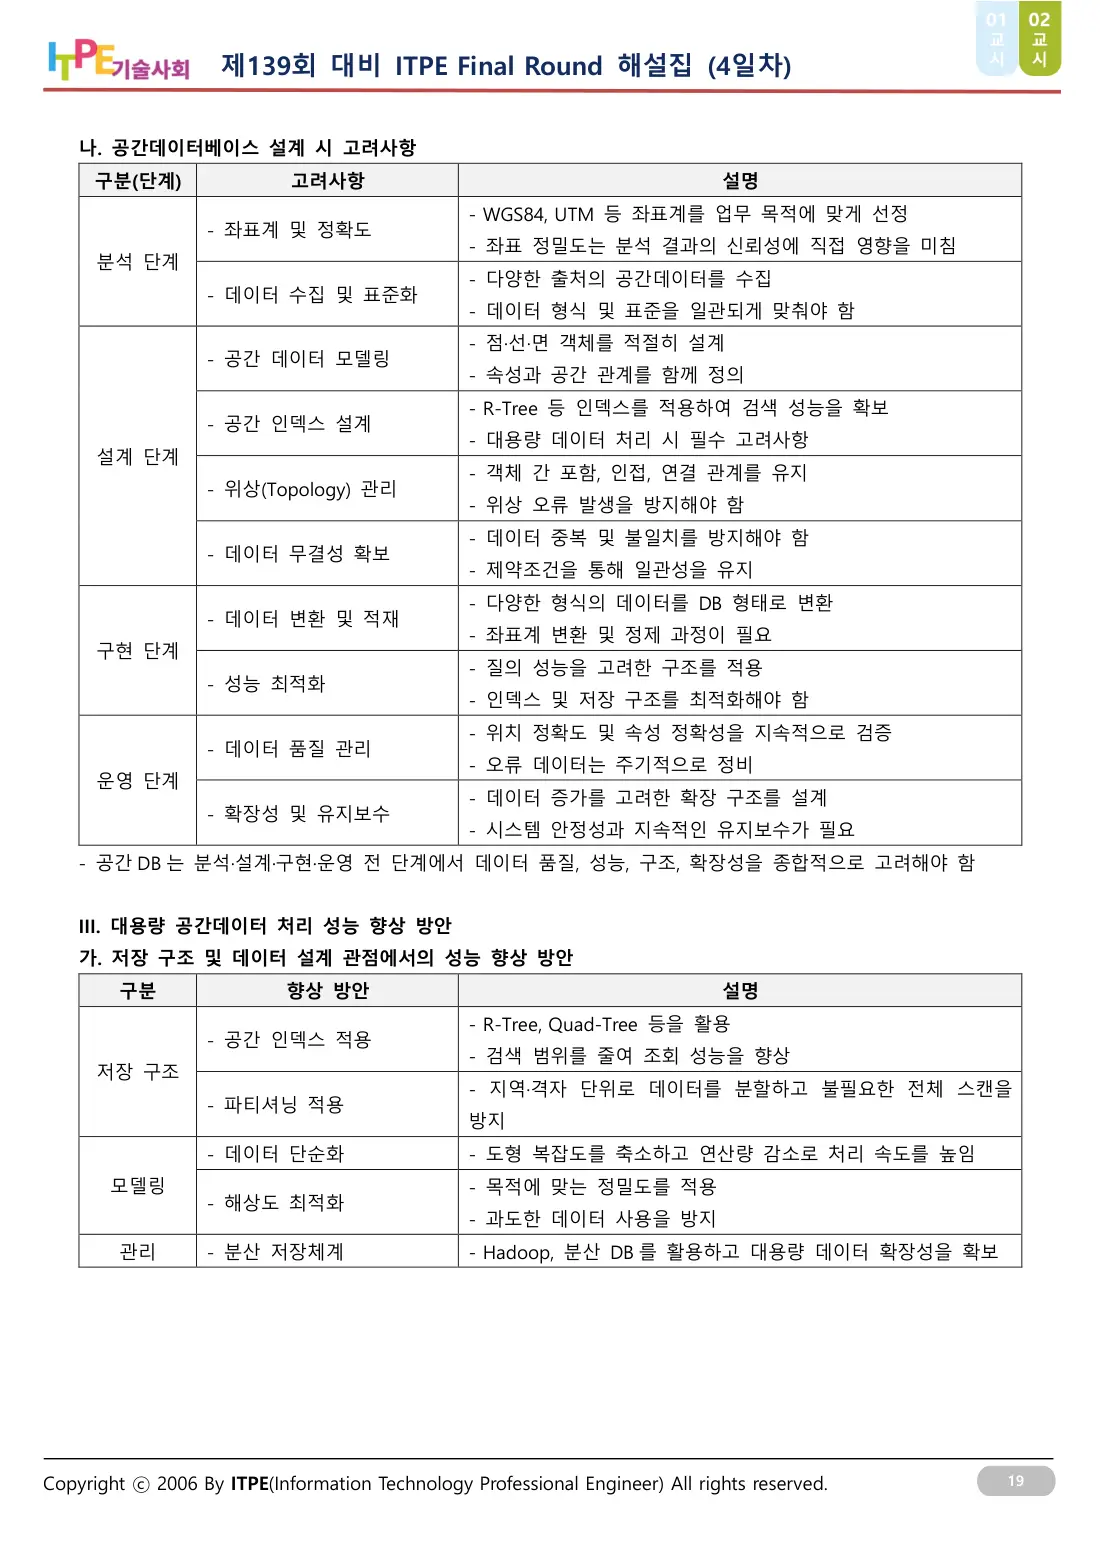 ITPE기술사회 제139회 대비 ITPE Final Round 해설집 (4일차)
01
교
시
02
교
시
나. 공간데이터베이스 설계 시 고려사항
구분(단계) 고려사항 설명
분석 단계
- 좌표계 및 정확도
- WGS84, UTM 등 좌표계를 업무 목적에 맞게 선정
- 좌표 정밀도는 분석 결과의 신뢰성에 직접 영향을 미침
- 데이터 수집 및 표준화
- 다양한 출처의 공간데이터를 수집
- 데이터 형식 및 표준을 일관되게 맞춰야 함
설계 단계
- 공간 데이터 모델링
- 점·선·면 객체를 적절히 설계
- 속성과 공간 관계를 함께 정의
- 공간 인덱스 설계
- R-Tree 등 인덱스를 적용하여 검색 성능을 확보
- 대용량 데이터 처리 시 필수 고려사항
- 위상(Topology) 관리
- 객체 간 포함, 인접, 연결 관계를 유지
- 위상 오류 발생을 방지해야 함
- 데이터 무결성 확보
- 데이터 중복 및 불일치를 방지해야 함
- 제약조건을 통해 일관성을 유지
구현 단계
- 데이터 변환 및 적재
- 다양한 형식의 데이터를 DB 형태로 변환
- 좌표계 변환 및 정제 과정이 필요
- 성능 최적화
- 질의 성능을 고려한 구조를 적용
- 인덱스 및 저장 구조를 최적화해야 함
운영 단계
- 데이터 품질 관리
- 위치 정확도 및 속성 정확성을 지속적으로 검증
- 오류 데이터는 주기적으로 정비
- 확장성 및 유지보수
- 데이터 증가를 고려한 확장 구조를 설계
- 시스템 안정성과 지속적인 유지보수가 필요
- 공간DB는 분석·설계·구현·운영 전 단계에서 데이터 품질, 성능, 구조, 확장성을 종합적으로 고려해야 함
III. 대용량 공간데이터 처리 성능 향상 방안
가. 저장 구조 및 데이터 설계 관점에서의 성능 향상 방안
구분 향상 방안 설명
저장 구조
- 공간 인덱스 적용
- R-Tree, Quad-Tree 등을 활용
- 검색 범위를 줄여 조회 성능을 향상
- 파티셔닝 적용
- 지역·격자 단위로 데이터를 분할하고 불필요한 전체 스캔을
방지
모델링
- 데이터 단순화
- 도형 복잡도를 축소하고 연산량 감소로 처리 속도를 높임
- 해상도 최적화
- 목적에 맞는 정밀도를 적용
- 과도한 데이터 사용을 방지
관리
- 분산 저장체계
- Hadoop, 분산 DB를 활용하고 대용량 데이터 확장성을 확보
Copyright ⓒ 2006 By ITPE(Information Technology Professional Engineer) All rights reserved.
19